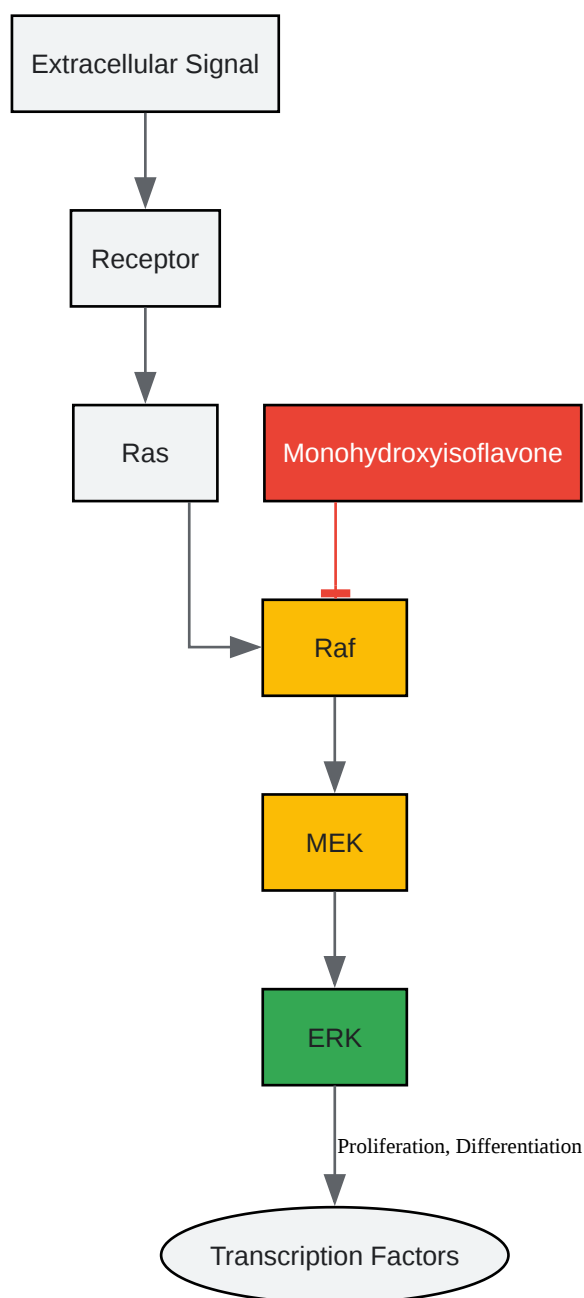 Extracellular Signal
Receptor
Ras
Monohydroxyisoflavone
Raf
MEK
ERK
Proliferation, Differentiation
Transcription Factors